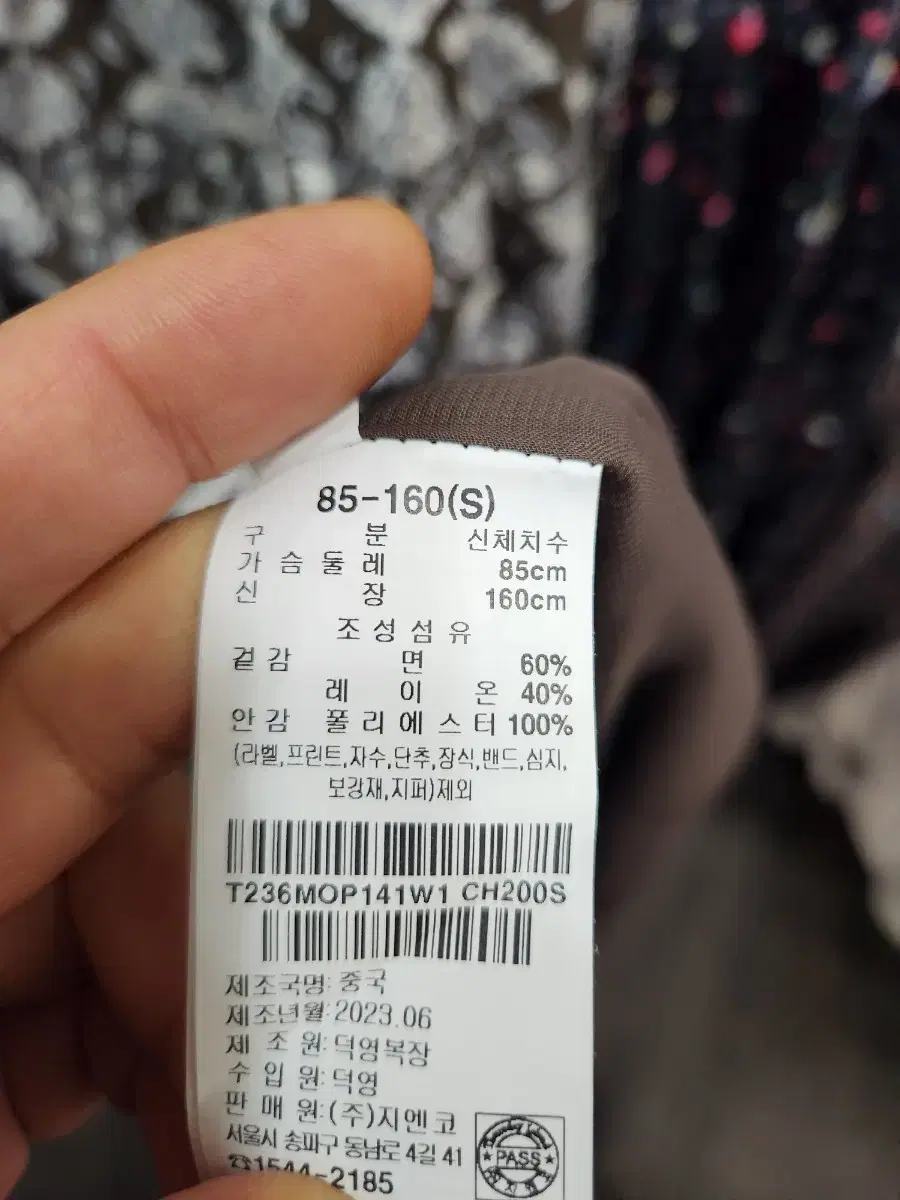 85-160(S)
구 분 신체치수
가 슴 둘 레 85cm
신 장 160cm
조 성 섬 유
겉 감 면 60%
레 이 온 40%
안 감 폴 리 에 스 터 100%
(라벨,프린트,자수,단추,장식,밴드,심지,
보강재,지퍼)제외
T236MOP141W1 CH200S
제조국명: 중국
제조년월: 2023.06
제 조 원: 덕영복장
수 입 원: 덕영
판 매 원: (주)지엔코
서울시 송파구 동남로 4길 41
☎1544-2185
★PASS★